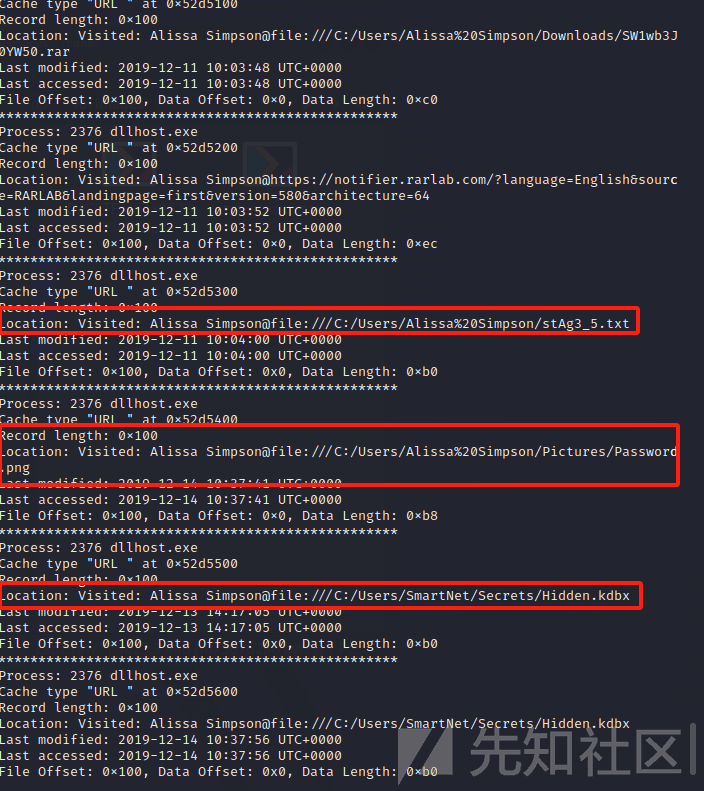 Cache type "URL " at 0×52d5100
Record length: 0×100
Location: Visited: Alissa Simpson@file:///C:/Users/Alissa%20Simpson/Downloads/SW1wb3J
0YW50.rar
Last modified: 2019-12-11 10:03:48 UTC+0000
Last accessed: 2019-12-11 10:03:48 UTC+0000
File Offset: 0×100, Data Offset: 0×0, Data Length: 0×c0
**************************************************
Process: 2376 dllhost.exe
Cache type "URL " at 0×52d5200
Record length: 0×100
Location: Visited: Alissa Simpson@https://notifier.rarlab.com/?language=English&sourc
e=RARLAB&landingpage=first&version=580&architecture=64
Last modified: 2019-12-11 10:03:52 UTC+0000
Last accessed: 2019-12-11 10:03:52 UTC+0000
File Offset: 0×100, Data Offset: 0×0, Data Length: 0×ec
**************************************************
Process: 2376 dllhost.exe
Cache type "URL " at 0×52d5300
Record length: 0×100
Location: Visited: Alissa Simpson@file:///C:/Users/Alissa%20Simpson/stAg3_5.txt
Last modified: 2019-12-11 10:04:00 UTC+0000
Last accessed: 2019-12-11 10:04:00 UTC+0000
File Offset: 0×100, Data Offset: 0x0, Data Length: 0×b0
**************************************************
Process: 2376 dllhost.exe
Cache type "URL " at 0×52d5400
Record length: 0×100
Location: Visited: Alissa Simpson@file:///C:/Users/Alissa%20Simpson/Pictures/Password
.png
Last modified: 2019-12-14 10:37:41 UTC+0000
Last accessed: 2019-12-14 10:37:41 UTC+0000
File Offset: 0×100, Data Offset: 0×0, Data Length: 0×b8
**************************************************
Process: 2376 dllhost.exe
Cache type "URL " at 0×52d5500
Record length: 0×100
Location: Visited: Alissa Simpson@file:///C:/Users/SmartNet/Secrets/Hidden.kdbx
Last modified: 2019-12-13 14:17:05 UTC+0000
Last accessed: 2019-12-13 14:17:05 UTC+0000
File Offset: 0×100, Data Offset: 0x0, Data Length: 0×b0
**************************************************
Process: 2376 dllhost.exe
Cache type "URL " at 0×52d5600
Record length: 0×100
Location: Visited: Alissa Simpson@file:///C:/Users/SmartNet/Secrets/Hidden.kdbx
Last modified: 2019-12-14 10:37:56 UTC+0000
Last accessed: 2019-12-14 10:37:56 UTC+0000
File Offset: 0×100, Data Offset: 0x0, Data Length: 0×b0
先知社区